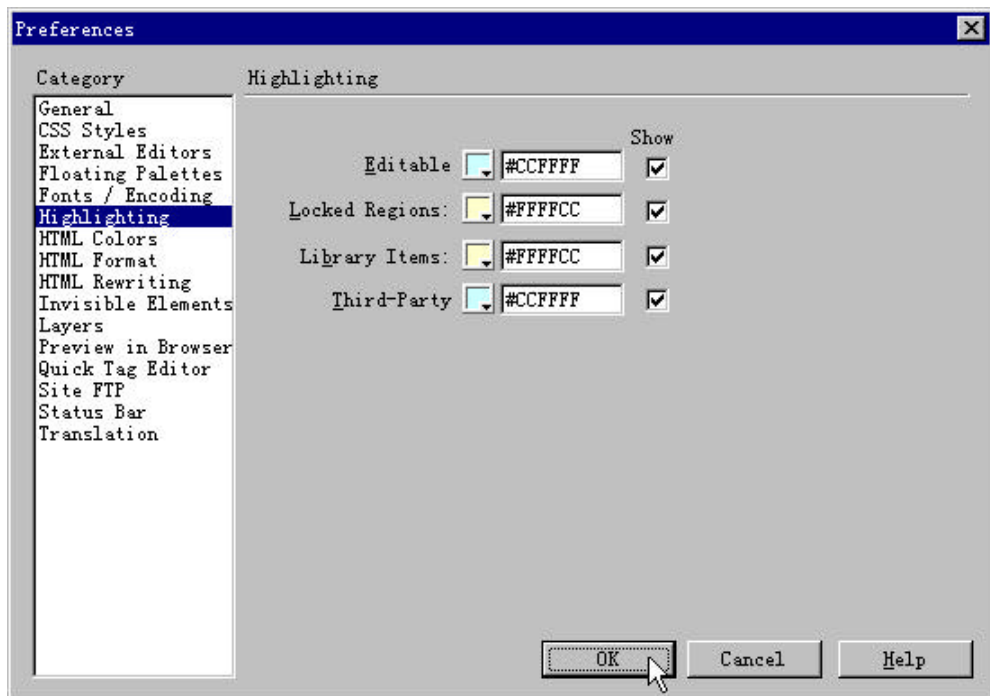 Preferences
Category
Highlighting
General
CSS Styles
External Editors
Floating Palettes
Fonts / Encoding
Highlighting
HTML Colors
HTML Format
HTML Rewriting
Invisible Elements
Layers
Preview in Browser
Quick Tag Editor
Site FTP
Status Bar
Translation
Show
Editable #CCFFFF
Locked Regions: #FFFFCC
Library Items: #FFFFCC
Third-Party #CCFFFF
OK Cancel Help